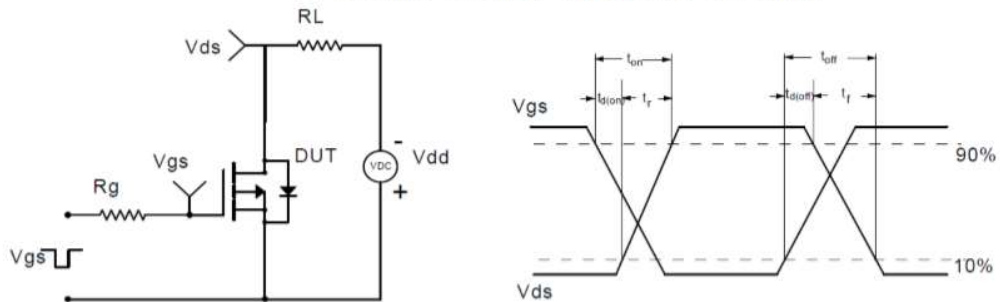 RL
Vds
ton
toff
td(on)
tr
td(off)
tf
Vgs
90%
-
DUT
VDC
Vdd
+
Vgs
Rg
Vgs
10%
Vds